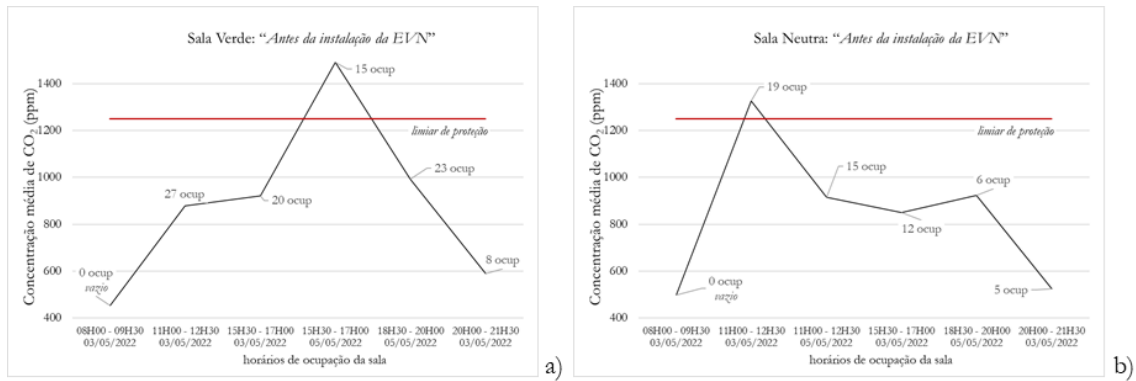 Sala Verde: “Antes da instalação da EVN”
Concentração média de CO2 (ppm)
1400
1200
1000
800
600
400
15 ocup
limiar de proteção
23 ocup
27 ocup
20 ocup
0 ocup
vazio
8 ocup
08H00 - 09H30 11H00 - 12H30 15H30 - 17H00 15H30 - 17H00 18H30 - 20H00 20H00 - 21H30
03/05/2022 03/05/2022 03/05/2022 05/05/2022 05/05/2022 03/05/2022
horários de ocupação da sala
a)
Sala Neutra: “Antes da instalação da EVN”
Concentração média de CO2 (ppm)
1400
1200
1000
800
600
400
19 ocup
limiar de proteção
15 ocup
6 ocup
12 ocup
0 ocup
vazio
5 ocup
08H00 - 09H30 11H00 - 12H30 11H00 - 12H30 15H30 - 17H00 18H30 - 20H00 20H00 - 21H30
03/05/2022 03/05/2022 05/05/2022 03/05/2022 05/05/2022 03/05/2022
horários de ocupação da sala
b)